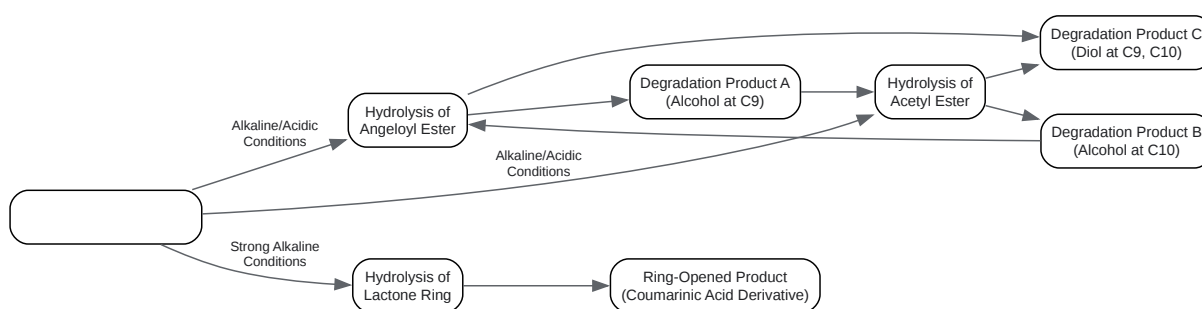 Degradation Product C
(Diol at C9, C10)
Degradation Product A
(Alcohol at C9)
Hydrolysis of
Acetyl Ester
Hydrolysis of
Angeloyl Ester
Alkaline/Acidic
Conditions
Degradation Product B
(Alcohol at C10)
Alkaline/Acidic
Conditions
Strong Alkaline
Conditions
Hydrolysis of
Lactone Ring
Ring-Opened Product
(Coumarinic Acid Derivative)